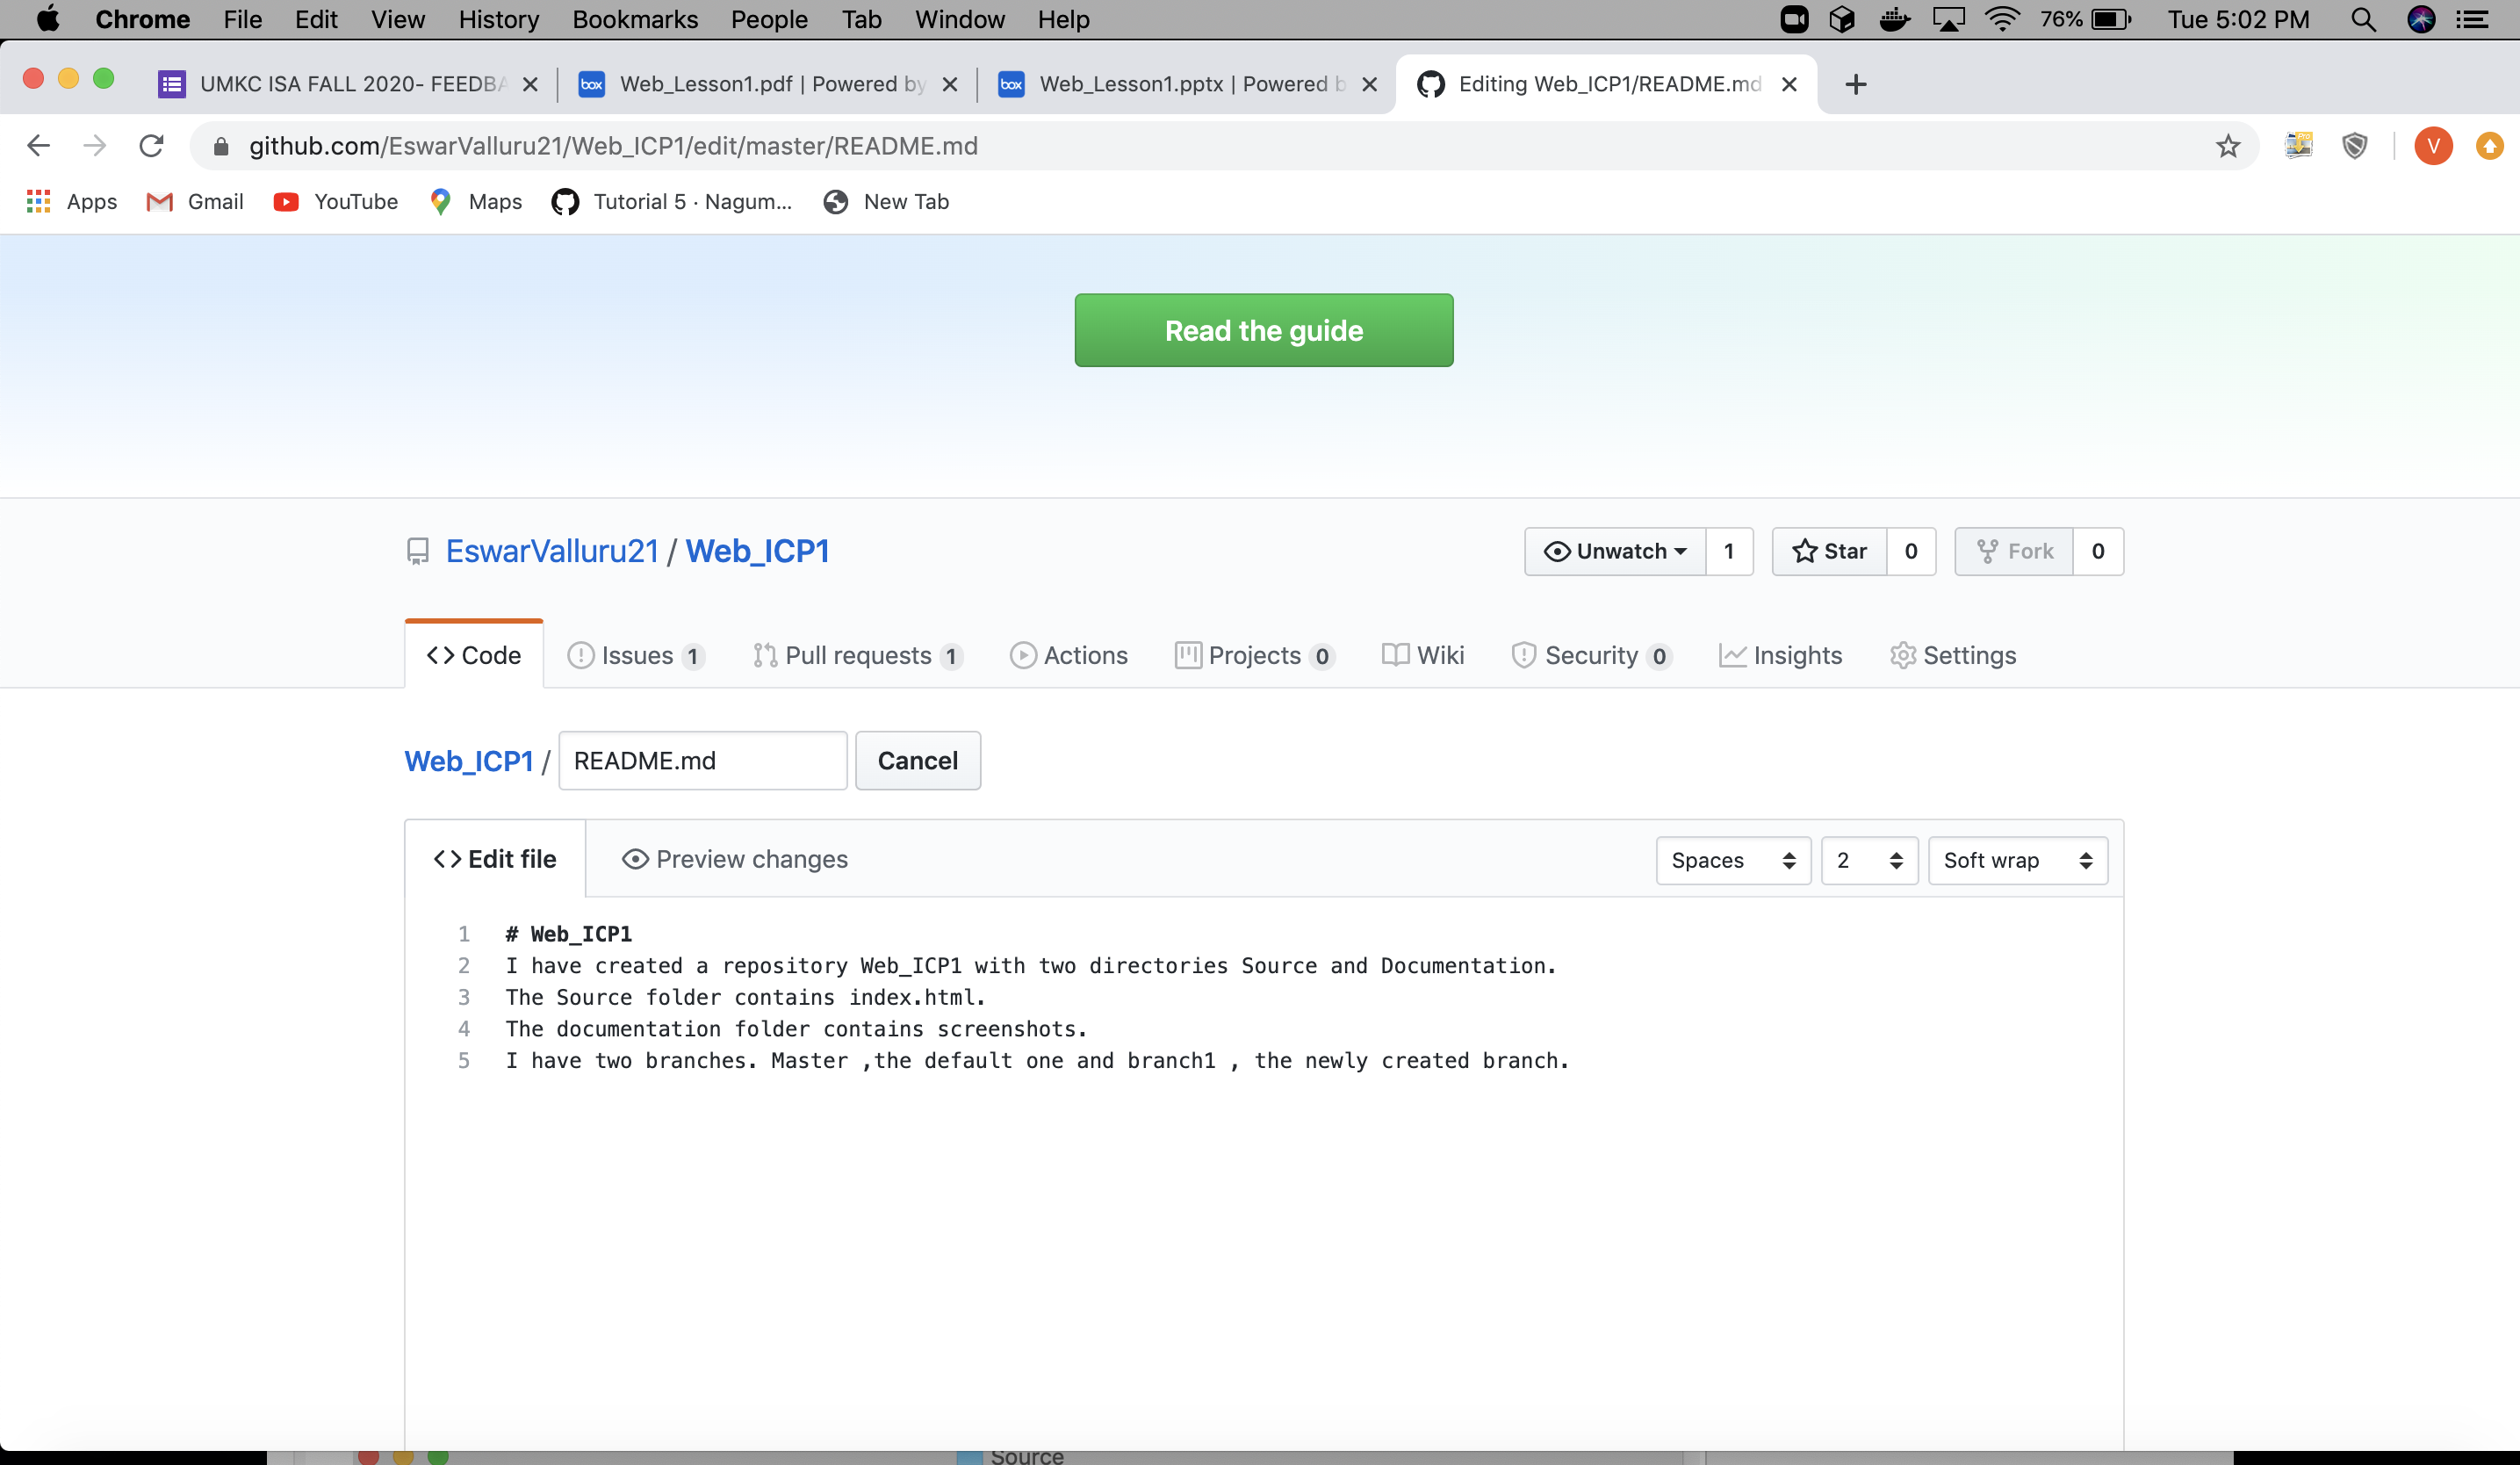 Chrome File Edit View History Bookmarks People Tab Window Help 76% Tue 5:02 PM
UMKC ISA FALL 2020- FEEDBA Web_Lesson1.pdf | Powered by Web_Lesson1.pptx | Powered b Editing Web_ICP1/README.md
github.com/EswarValluru21/Web_ICP1/edit/master/README.md V
Apps Gmail YouTube Maps Tutorial 5 · Nagum... New Tab
Read the guide
EswarValluru21 / Web_ICP1 Unwatch 1 Star 0 Fork 0
Code Issues 1 Pull requests 1 Actions Projects 0 Wiki Security 0 Insights Settings
Web_ICP1 / README.md Cancel
<> Edit file Preview changes Spaces 2 Soft wrap
1 # Web_ICP1
2 I have created a repository Web_ICP1 with two directories Source and Documentation.
3 The Source folder contains index.html.
4 The documentation folder contains screenshots.
5 I have two branches. Master ,the default one and branch1 , the newly created branch.
Source